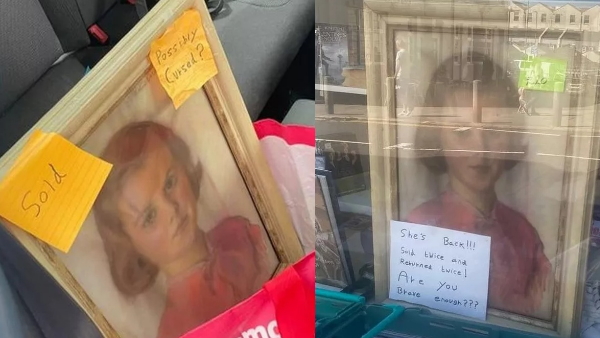 Possibly
Cursed?
Sold
She's Back!!!
Sold twice and
Returned twice!
Are you
Brave enough???